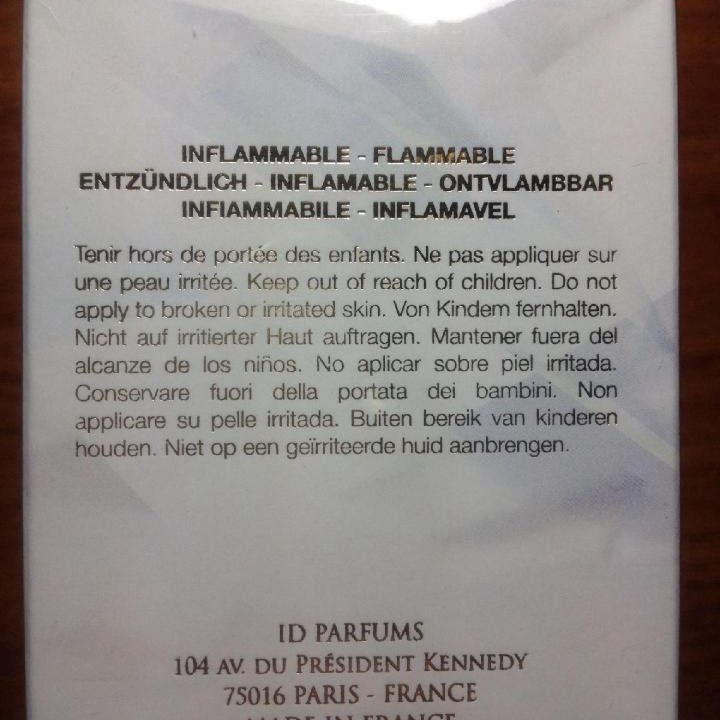 INFLAMMABLE - FLAMMABLE
ENTZÜNDLICH - INFLAMABLE - ONTVLAMBBAR
INFIAMMABILE - INFLAMAVEL
Tenir hors de portée des enfants. Ne pas appliquer sur
une peau irritée. Keep out of reach of children. Do not
apply to broken or irritated skin. Von Kindem fernhalten.
Nicht auf irritierter Haut auftragen. Mantener fuera del
alcanze de los niños. No aplicar sobre piel irritada.
Conservare fuori della portata dei bambini. Non
applicare su pelle irritada. Buiten bereik van kinderen
houden. Niet op een geïrriteerde huid aanbrengen.
ID PARFUMS
104 AV. DU PRÉSIDENT KENNEDY
75016 PARIS - FRANCE
MADE IN FRANCE